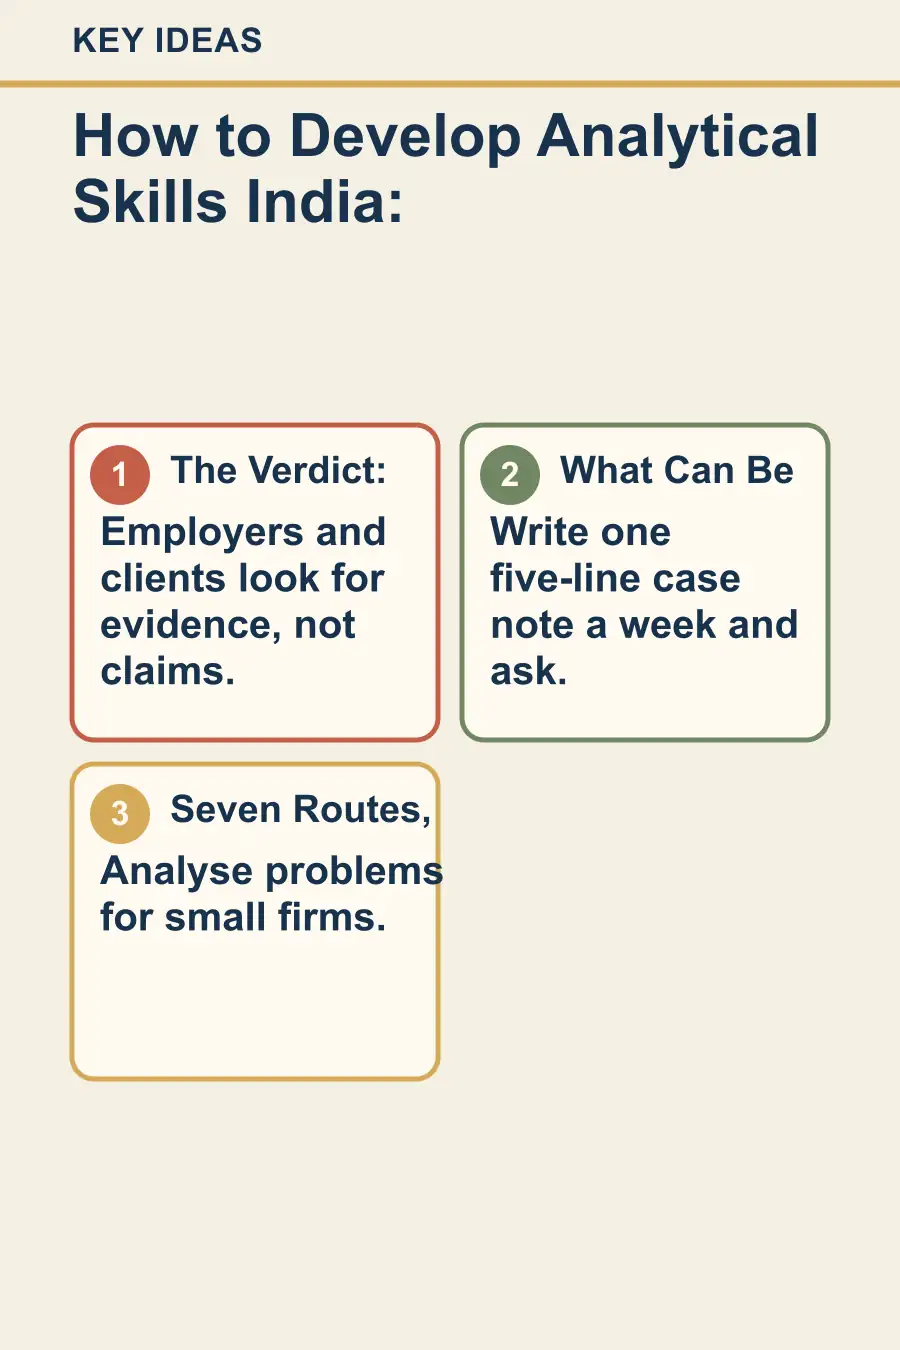 KEY IDEAS
How to Develop Analytical
Skills India:
1 The Verdict:
Employers and
clients look for
evidence, not
claims.
2 What Can Be
Write one
five-line case
note a week and
ask.
3 Seven Routes,
Analyse problems
for small firms.